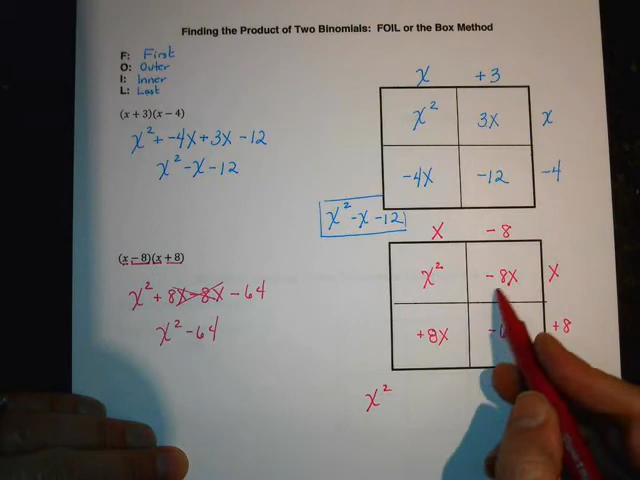 Finding the Product of Two Binomials: FOIL or the Box Method
F: First
O: Outer
I: Inner
L: Last
(x + 3)(x − 4)
x² + -4x + 3x - 12
x² - x - 12
x +3
x² 3x x
-4x -12 -4
x² - x - 12
(x − 8)(x + 8)
x² + 8x - 8x - 64
x² - 64
x - 8
x² - 8x x
+8x +8
x²